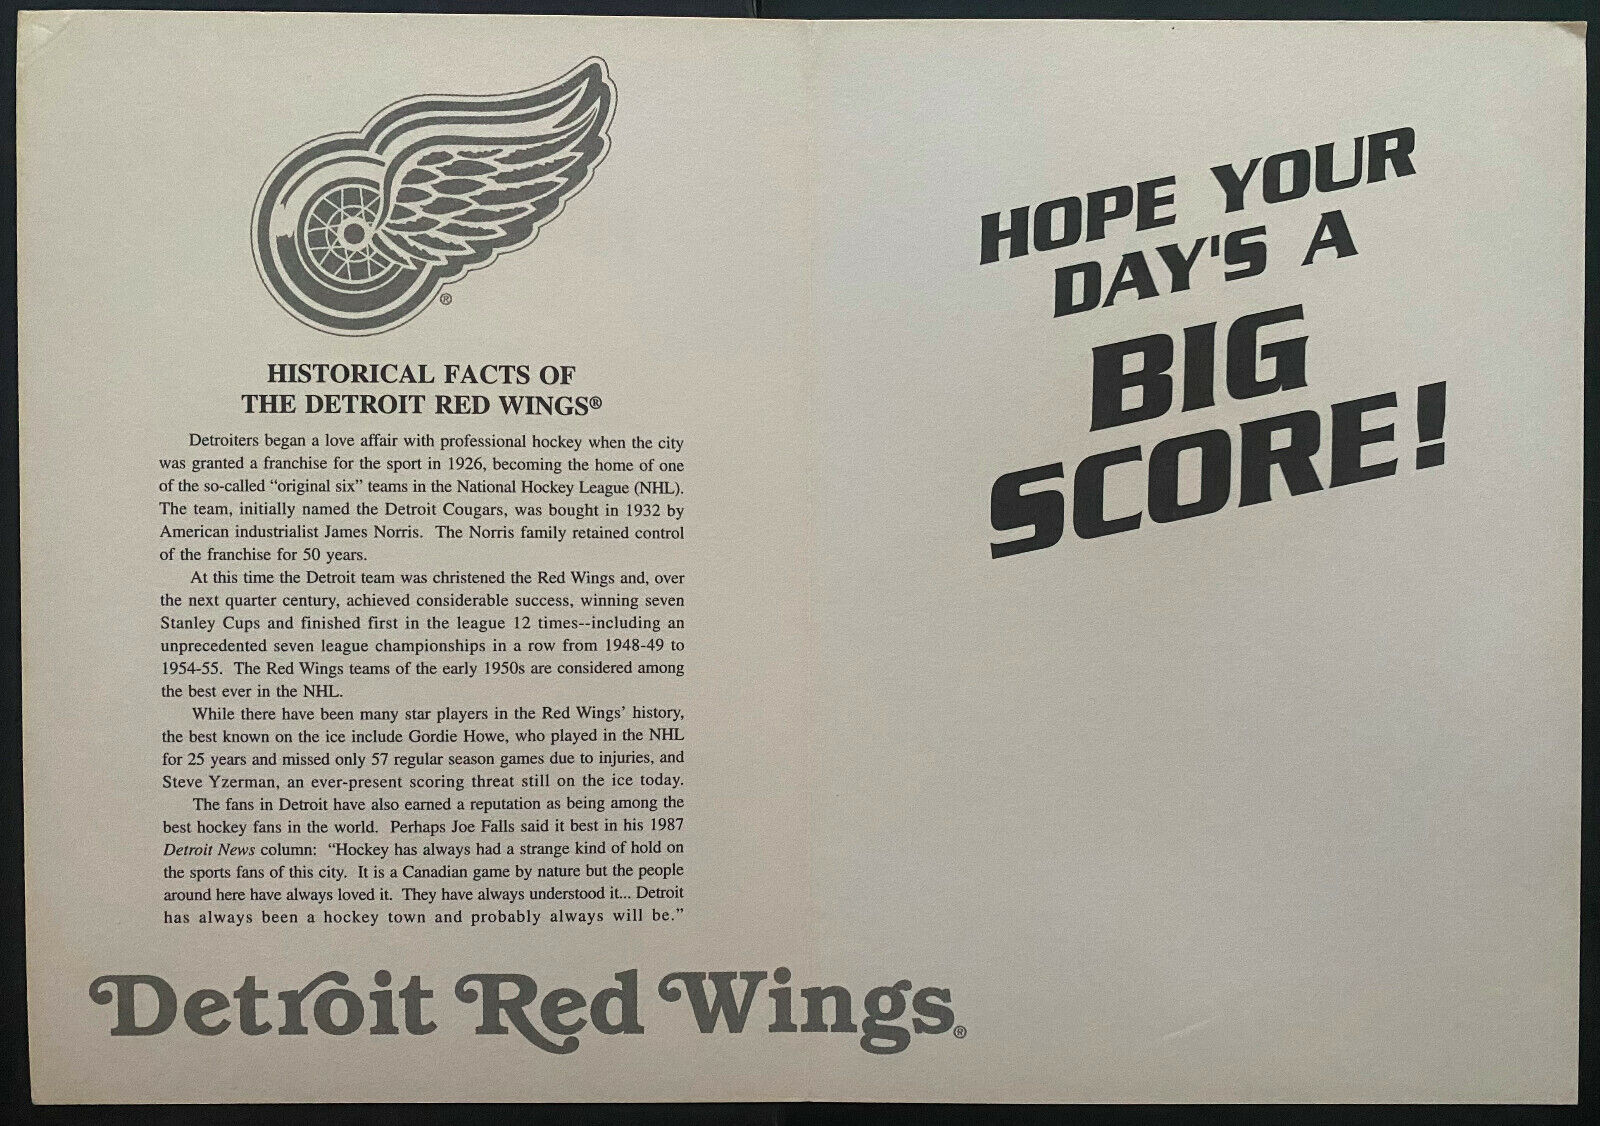 ®
HISTORICAL FACTS OF
THE DETROIT RED WINGS®
Detroiters began a love affair with professional hockey when the city
was granted a franchise for the sport in 1926, becoming the home of one
of the so-called “original six” teams in the National Hockey League (NHL).
The team, initially named the Detroit Cougars, was bought in 1932 by
American industrialist James Norris. The Norris family retained control
of the franchise for 50 years.
At this time the Detroit team was christened the Red Wings and, over
the next quarter century, achieved considerable success, winning seven
Stanley Cups and finished first in the league 12 times--including an
unprecedented seven league championships in a row from 1948-49 to
1954-55. The Red Wings teams of the early 1950s are considered among
the best ever in the NHL.
While there have been many star players in the Red Wings’ history,
the best known on the ice include Gordie Howe, who played in the NHL
for 25 years and missed only 57 regular season games due to injuries, and
Steve Yzerman, an ever-present scoring threat still on the ice today.
The fans in Detroit have also earned a reputation as being among the
best hockey fans in the world. Perhaps Joe Falls said it best in his 1987
Detroit News column: “Hockey has always had a strange kind of hold on
the sports fans of this city. It is a Canadian game by nature but the people
around here have always loved it. They have always understood it... Detroit
has always been a hockey town and probably always will be.”
Detroit Red Wings®
HOPE YOUR
DAY'S A
BIG
SCORE!